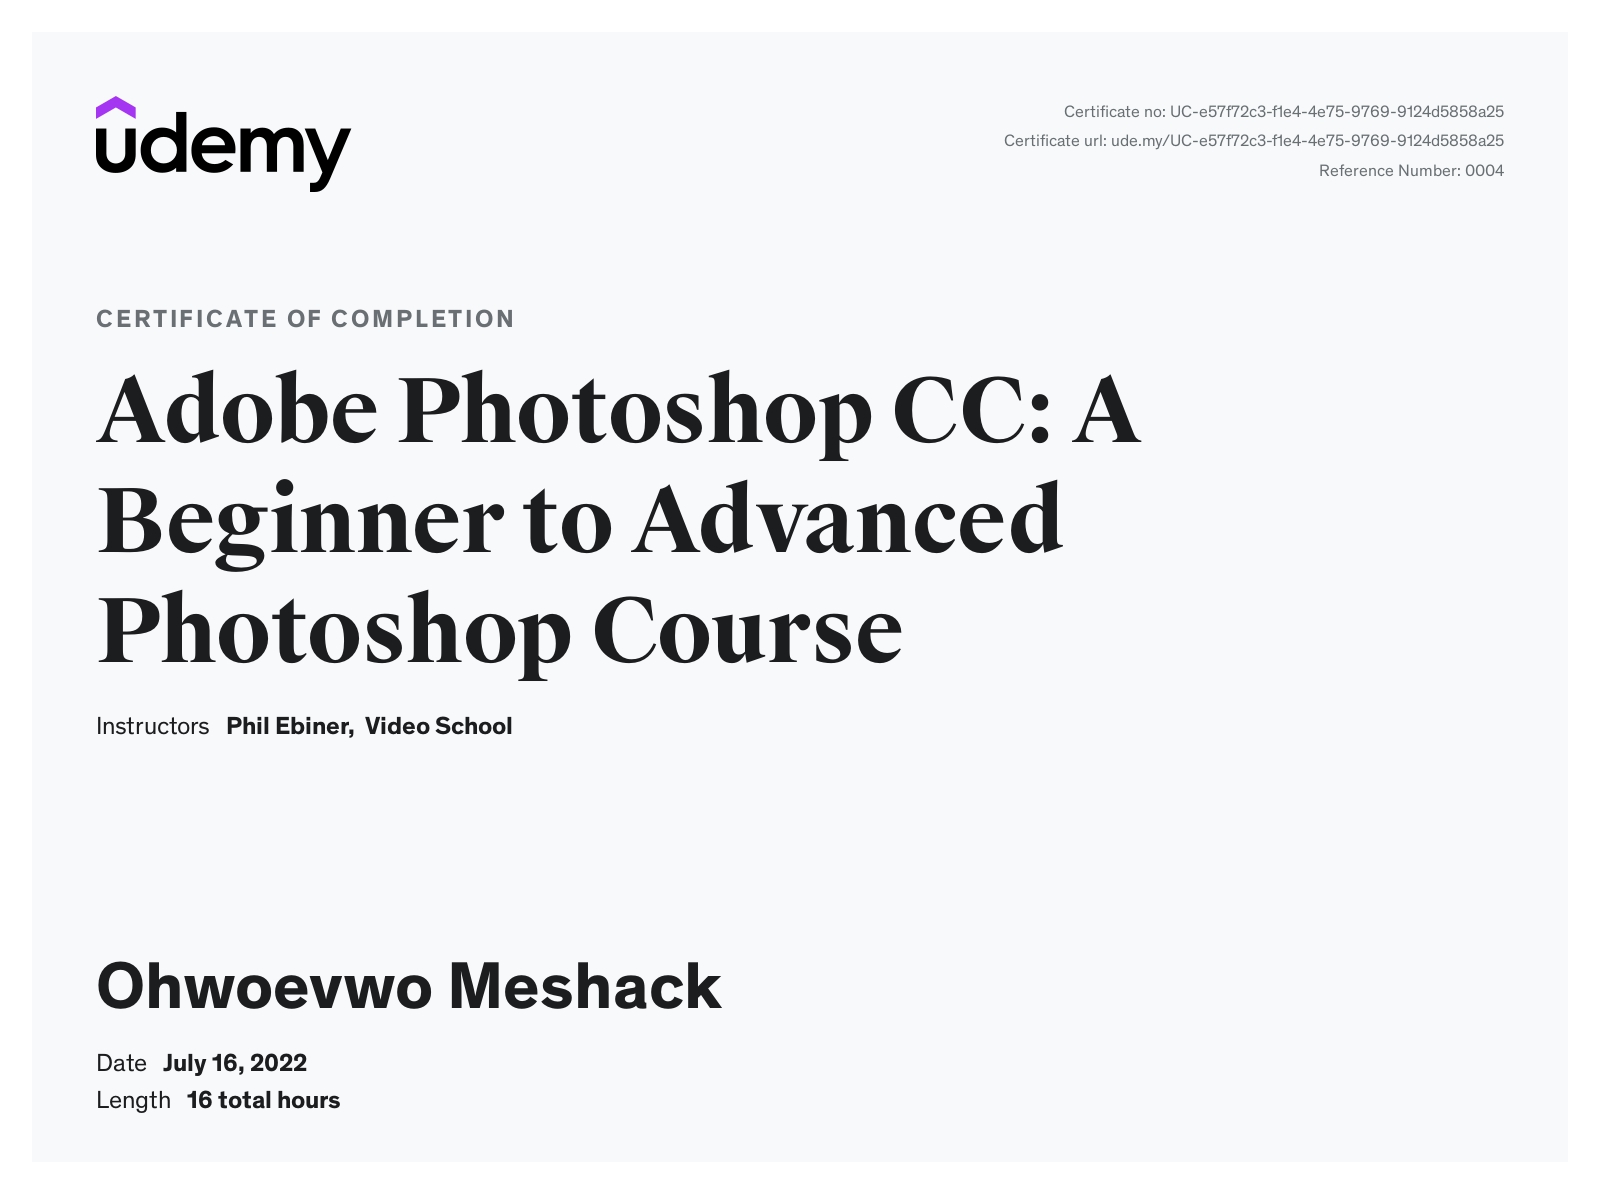 udemy
Certificate no: UC-e57f72c3-f1e4-4e75-9769-9124d5858a25
Certificate url: ude.my/UC-e57f72c3-f1e4-4e75-9769-9124d5858a25
Reference Number: 0004
CERTIFICATE OF COMPLETION
Adobe Photoshop CC: A
Beginner to Advanced
Photoshop Course
Instructors Phil Ebiner, Video School
Ohwoevwo Meshack
Date July 16, 2022
Length 16 total hours